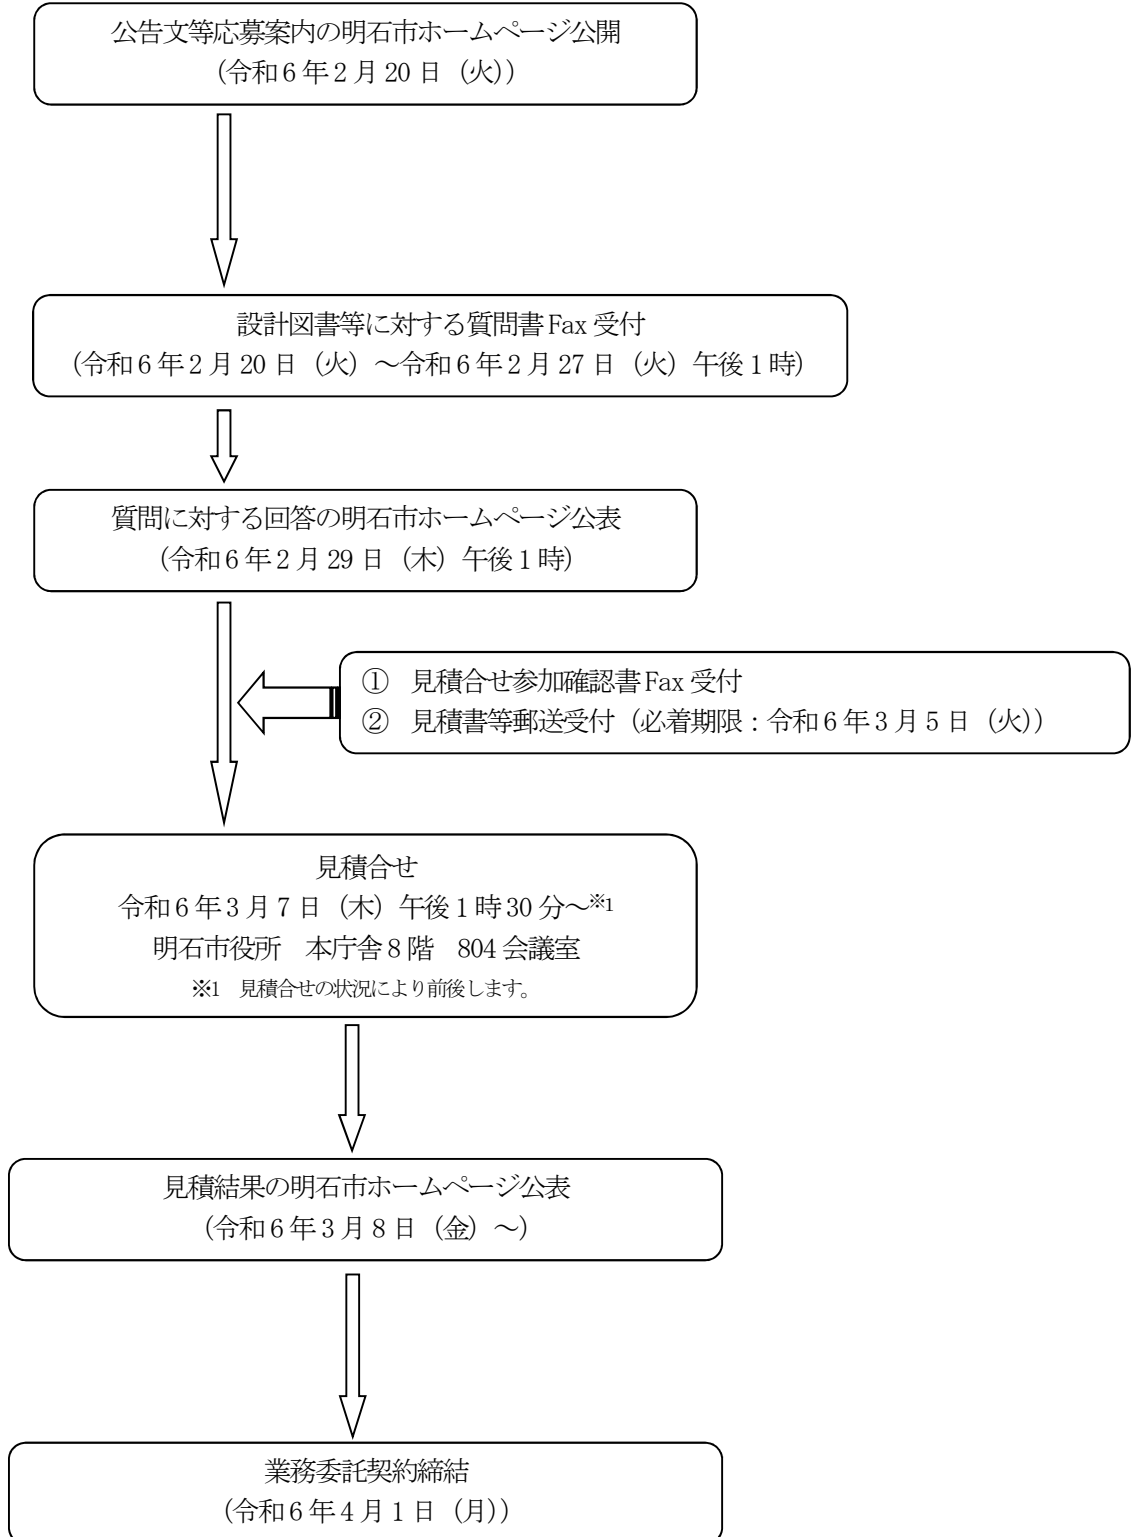 公告文等応募案内の明石市ホームページ公開
(令和6年2月20日（火）)
設計図書等に対する質問書Fax受付
(令和6年2月20日（火）～令和6年2月27日（火）午後1時)
質問に対する回答の明石市ホームページ公表
(令和6年2月29日（木）午後1時)
①　見積合せ参加確認書Fax受付
②　見積書等郵送受付（必着期限：令和6年3月5日（火））
見積合せ
令和6年3月7日（木）午後1時30分～※1
明石市役所　本庁舎8階　804会議室
※1　見積合せの状況により前後します。
見積結果の明石市ホームページ公表
（令和6年3月8日（金）～）
業務委託契約締結
（令和6年4月1日（月））